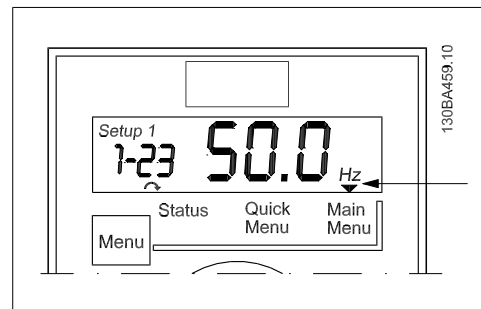 Setup 1
1-23
50.0
Hz
Status
Quick Menu
Main Menu
Menu
130BA459.10